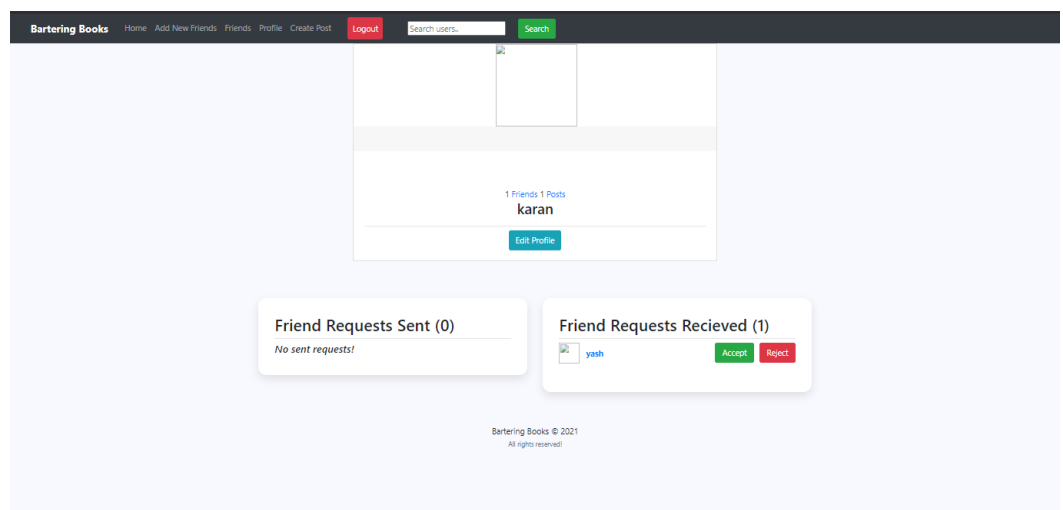 Bartering Books Home Add New Friends Friends Profile Create Post Logout Search users.. Search
1 Friends 1 Posts
karan
Edit Profile
Friend Requests Sent (0)
No sent requests!
Friend Requests Recieved (1)
yash Accept Reject
Bartering Books © 2021
All rights reserved!